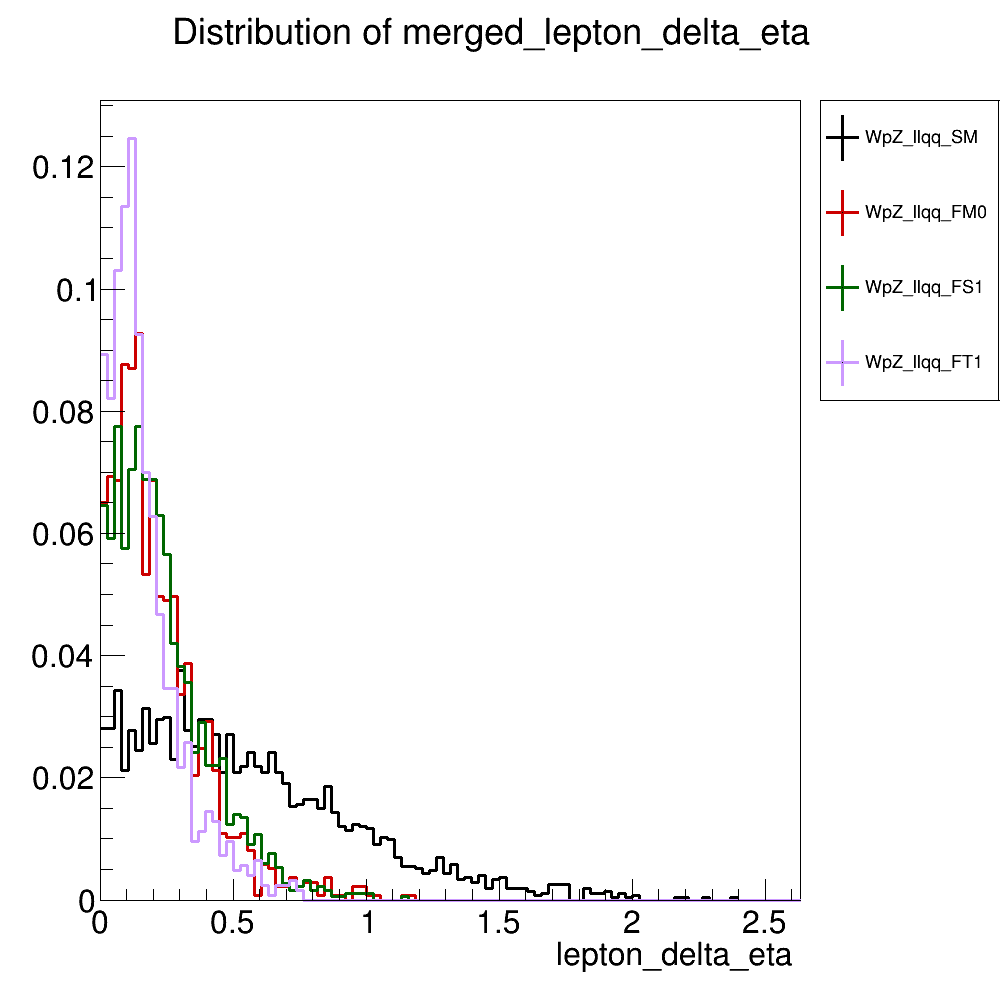 Distribution of merged_lepton_delta_eta
WpZ_llqq_SM
WpZ_llqq_FM0
WpZ_llqq_FS1
WpZ_llqq_FT1
0.12
0.1
0.08
0.06
0.04
0.02
0
0 0.5 1 1.5 2 2.5
lepton_delta_eta